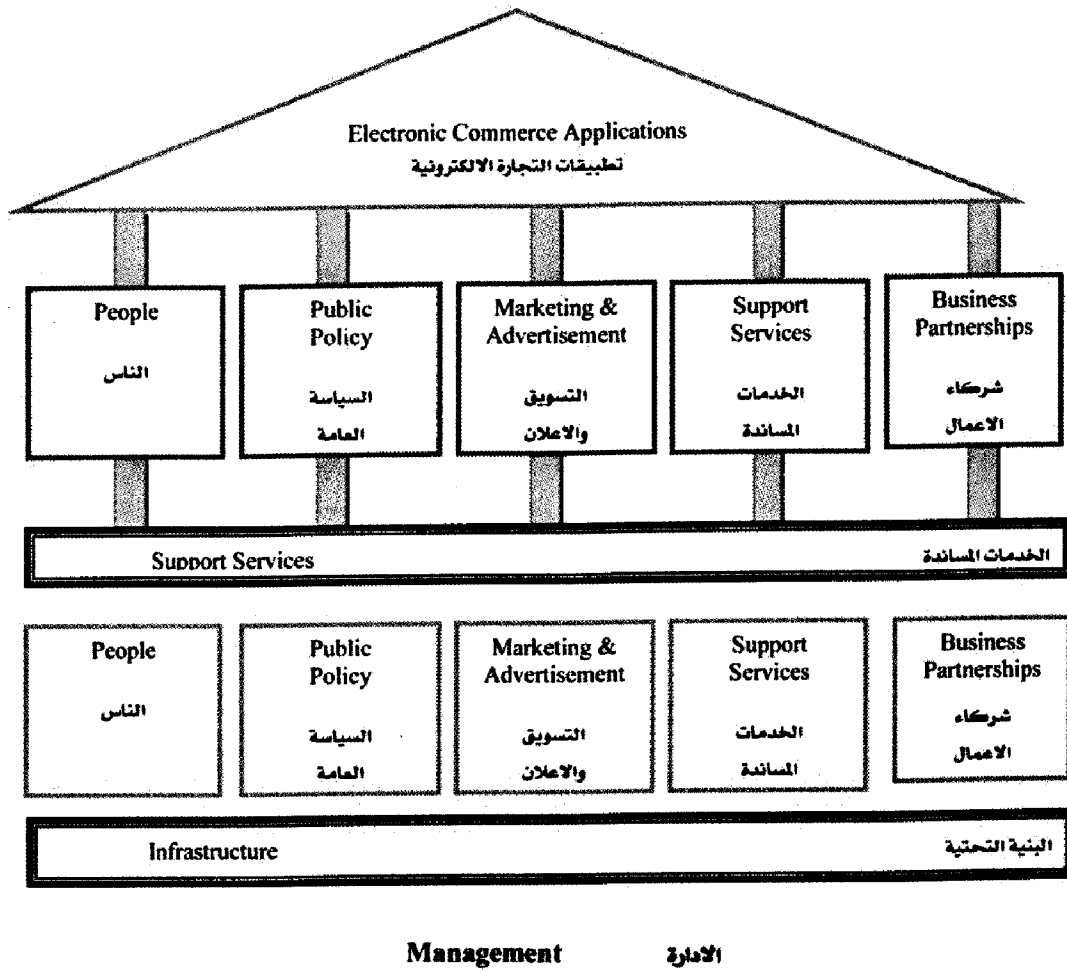 Electronic Commerce Applications
تطبيقات التجارة الالكترونية
People
الناس
Public
Policy
السياسة
العامة
Marketing &
Advertisement
التسويق
والاعلان
Support
Services
الخدمات
المساندة
Business
Partnerships
شركاء
الاعمال
Support Services الخدمات المساندة
People
الناس
Public
Policy
السياسة
العامة
Marketing &
Advertisement
التسويق
والاعلان
Support
Services
الخدمات
المساندة
Business
Partnerships
شركاء
الاعمال
Infrastructure البنية التحتية
Management الادارة